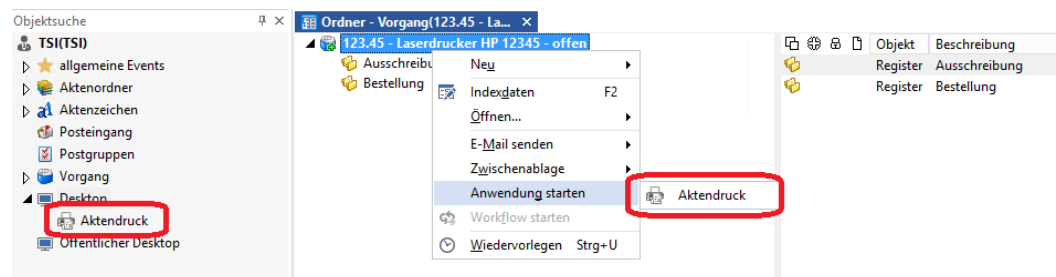 Objektsuche
TSI(TSI)
allgemeine Events
Aktenordner
Aktenzeichen
Posteingang
Postgruppen
Vorgang
Desktop
Aktendruck
Öffentlicher Desktop
Ordner - Vorgang(123.45 - La...
123.45 - Laserdrucker HP 12345 - offen
Ausschreibu
Bestellung
Neu
Indexdaten F2
Öffnen...
E-Mail senden
Zwischenablage
Anwendung starten
Workflow starten
Wiedervorlegen Strg+U
Aktendruck
Objekt Beschreibung
Register Ausschreibung
Register Bestellung